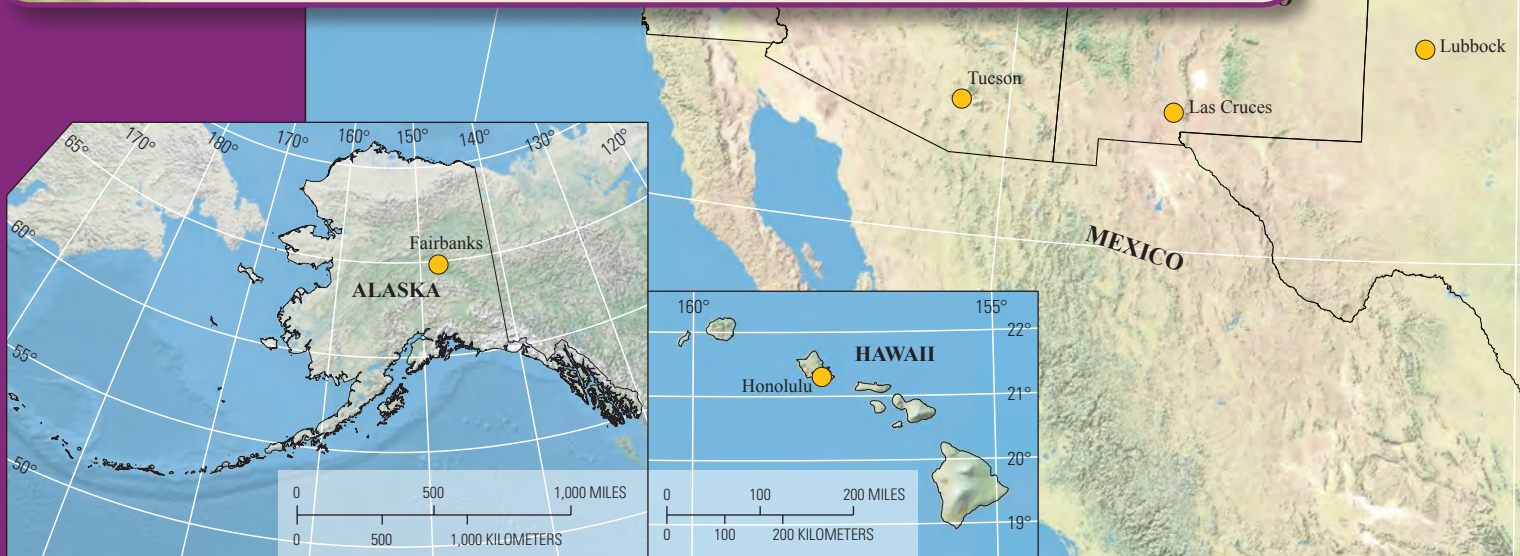 Lubbock
Tucson
Las Cruces
MEXICO
65°
170°
180°
170°
160°
150°
140°
130°
120°
60°
55°
50°
Fairbanks
ALASKA
0 500 1,000 MILES
0 500 1,000 KILOMETERS
160°
155°
22°
21°
20°
19°
HAWAII
Honolulu
0 100 200 MILES
0 100 200 KILOMETERS